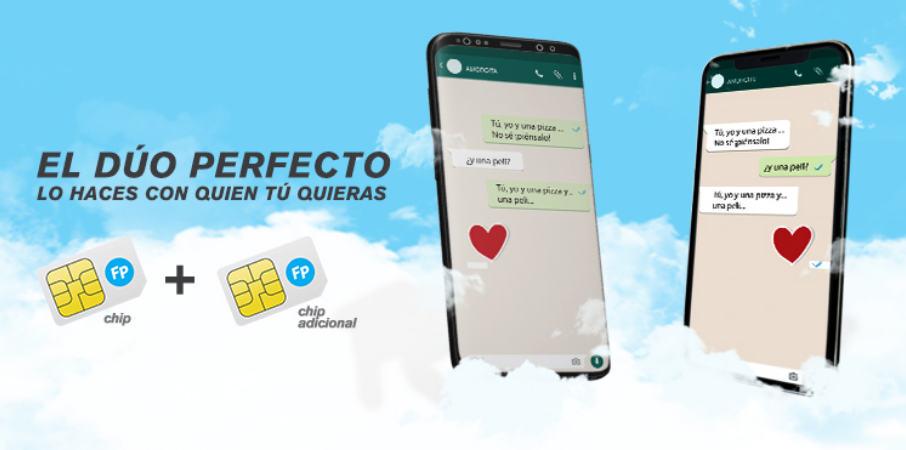 EL DÚO PERFECTO
LO HACES CON QUIEN TÚ QUIERAS
FP
chip
+
FP
chip
adicional
AMORCITA
Tú, yo y una pizza ...
No sé ¡piénsalo!
¿y una peli?
Tú, yo y una pizza y...
una peli...
AMORCITO
Tú, yo y una pizza ...
No sé ¡piénsalo!
¿y una peli?
Tú, yo y una pizza y...
una peli...